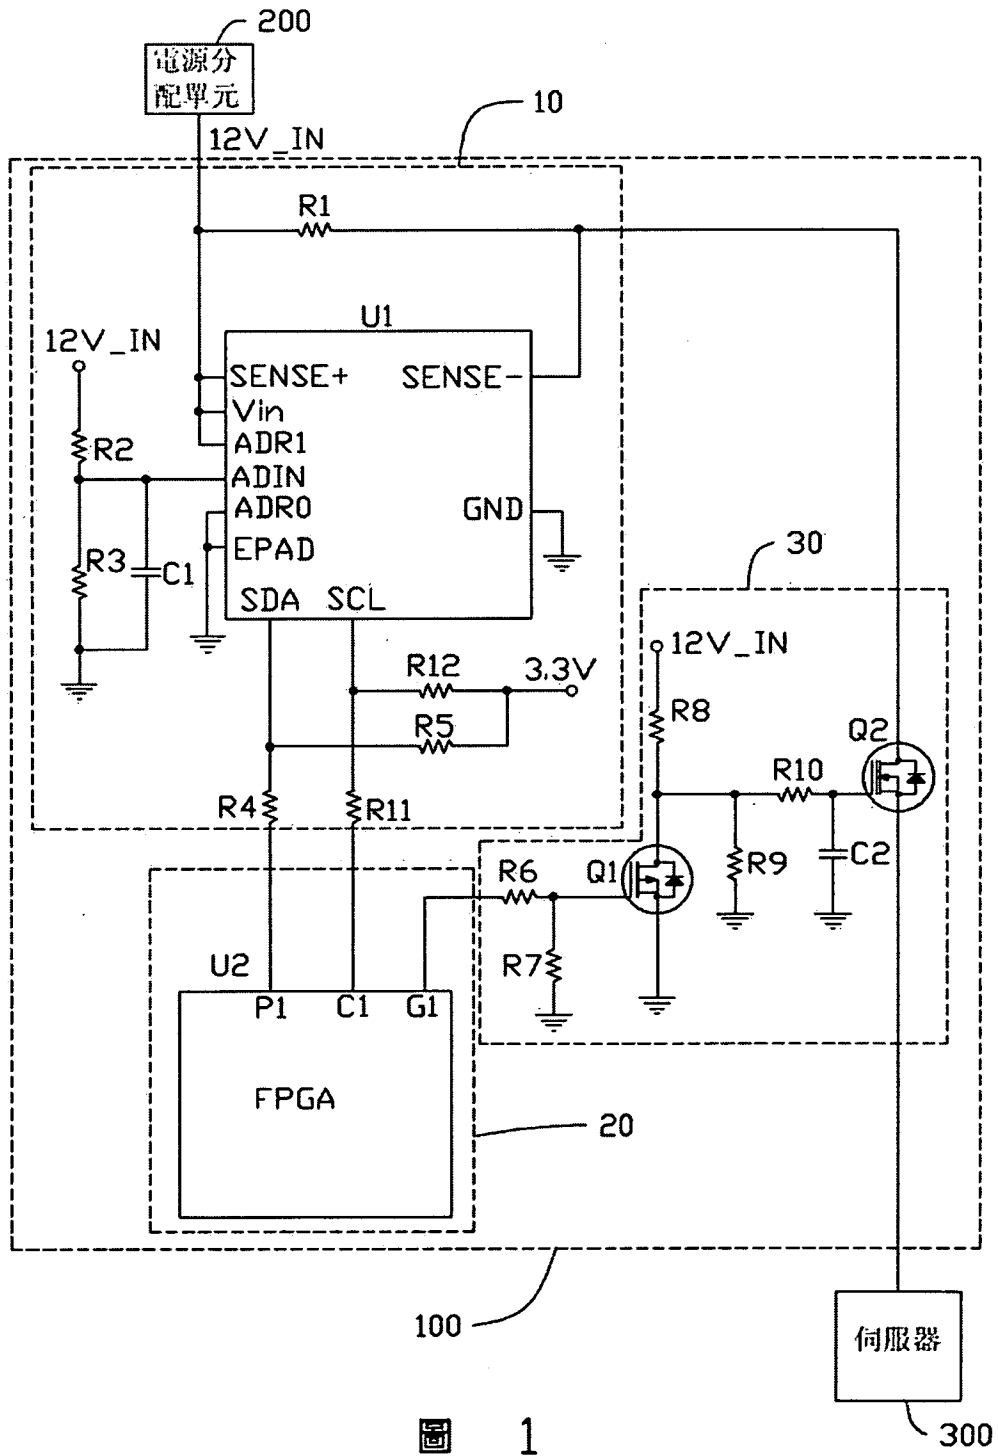 200
電源分
配單元
12V_IN
10
R1
U1
12V_IN
SENSE+
SENSE-
Vin
R2
ADR1
ADIN
ADR0
GND
R3
EPAD
C1
30
SDA
SCL
12V_IN
R12
3.3V
R8
R5
Q2
R10
R4
R11
R6
Q1
R9
C2
U2
R7
P1
C1
G1
FPGA
20
100
伺服器
300
圖 1